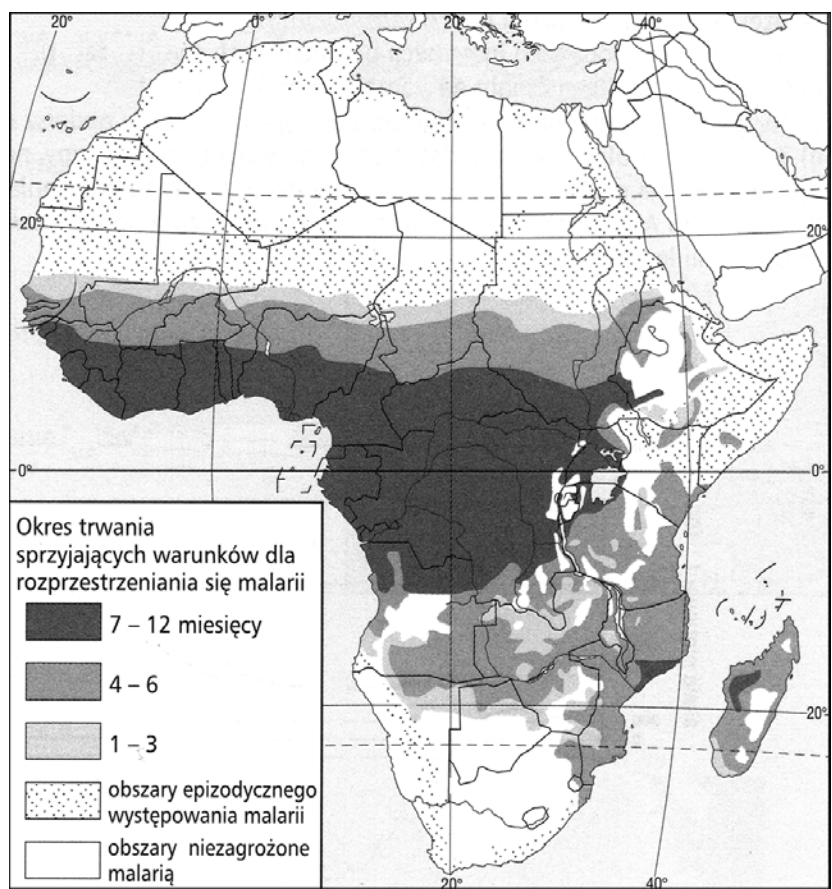 20°
0°
20°
40°
20°
20°
0°
0°
20°
20°
40°
Okres trwania
sprzyjających warunków dla
rozprzestrzeniania się malarii
7 – 12 miesięcy
4 – 6
1 – 3
obszary epizodycznego
występowania malarii
obszary niezagrożone
malarią